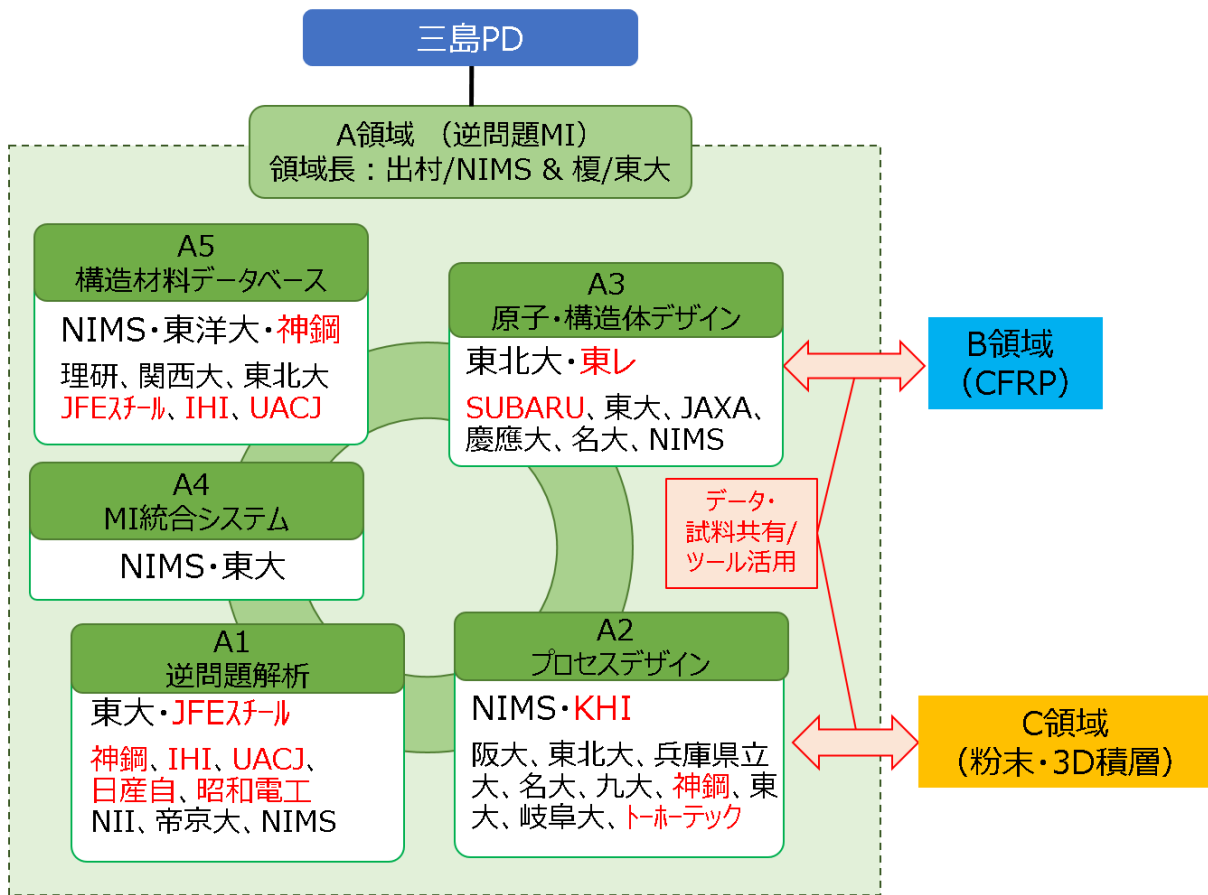 三島PD
A領域 （逆問題MI）
領域長：出村/NIMS & 榎/東大
A5
構造材料データベース
NIMS・東洋大・神鋼
理研、関西大、東北大
JFEｽﾁｰﾙ、IHI、UACJ
A3
原子・構造体デザイン
東北大・東レ
SUBARU、東大、JAXA、
慶應大、名大、NIMS
B領域
（CFRP）
A4
MI統合システム
NIMS・東大
データ・
試料共有/
ツール活用
A1
逆問題解析
東大・JFEｽﾁｰﾙ
神鋼、IHI、UACJ、
日産自、昭和電工
NII、帝京大、NIMS
A2
プロセスデザイン
NIMS・KHI
阪大、東北大、兵庫県立
大、名大、九大、神鋼、東
大、岐阜大、ﾄｰﾎｰテック
C領域
（粉末・3D積層）